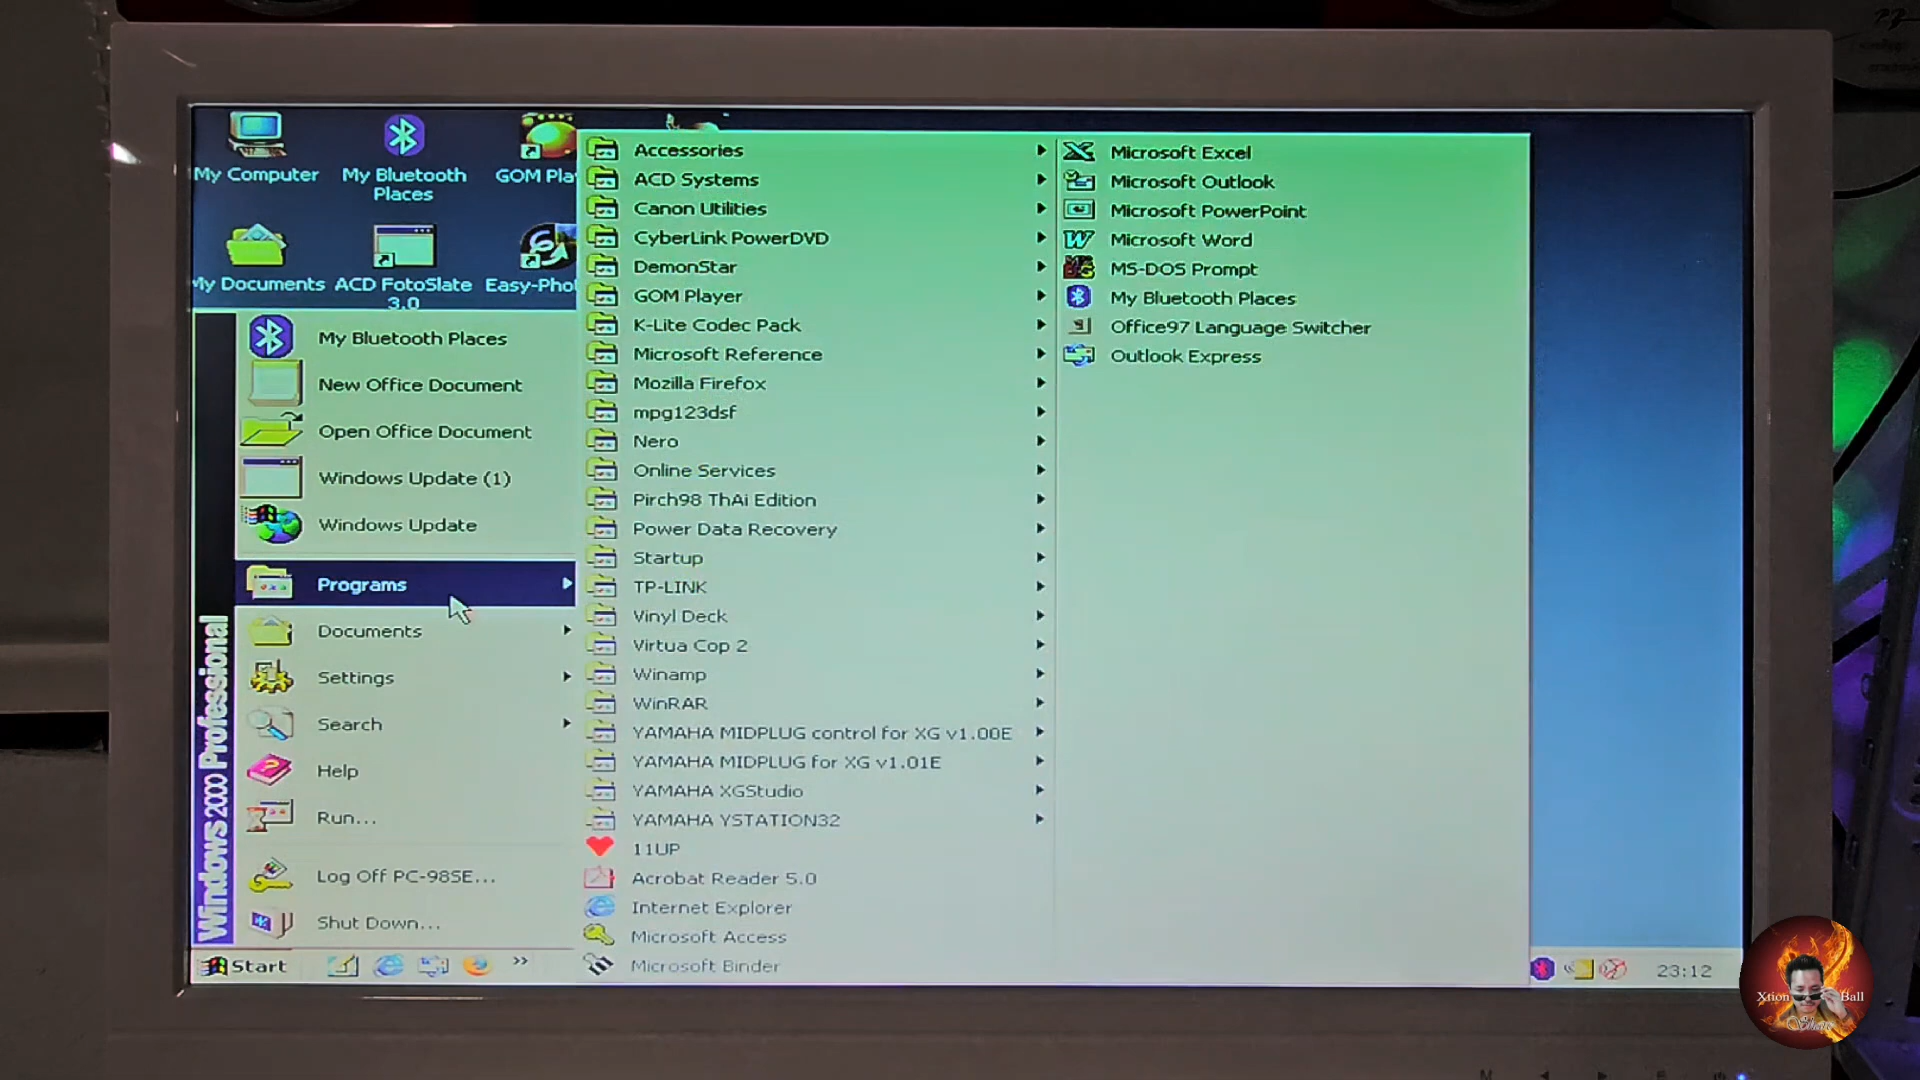 My Computer
My Bluetooth
Places
GOM Pla
My Documents
ACD FotoSlate
3.0
Easy-Phot
My Bluetooth Places
New Office Document
Open Office Document
Windows Update (1)
Windows Update
Programs
Documents
Settings
Search
Help
Run...
Log Off PC-98SE...
Shut Down...
Windows 2000 Professional
Start
Accessories
ACD Systems
Canon Utilities
CyberLink PowerDVD
DemonStar
GOM Player
K-Lite Codec Pack
Microsoft Reference
Mozilla Firefox
mpg123dsf
Nero
Online Services
Pirch98 ThAi Edition
Power Data Recovery
Startup
TP-LINK
Vinyl Deck
Virtua Cop 2
Winamp
WinRAR
YAMAHA MIDPLUG control for XG v1.00E
YAMAHA MIDPLUG for XG v1.01E
YAMAHA XGStudio
YAMAHA YSTATION32
11UP
Acrobat Reader 5.0
Internet Explorer
Microsoft Access
Microsoft Binder
Microsoft Excel
Microsoft Outlook
Microsoft PowerPoint
Microsoft Word
MS-DOS Prompt
My Bluetooth Places
Office97 Language Switcher
Outlook Express
23:12
Xtion Ball
Share